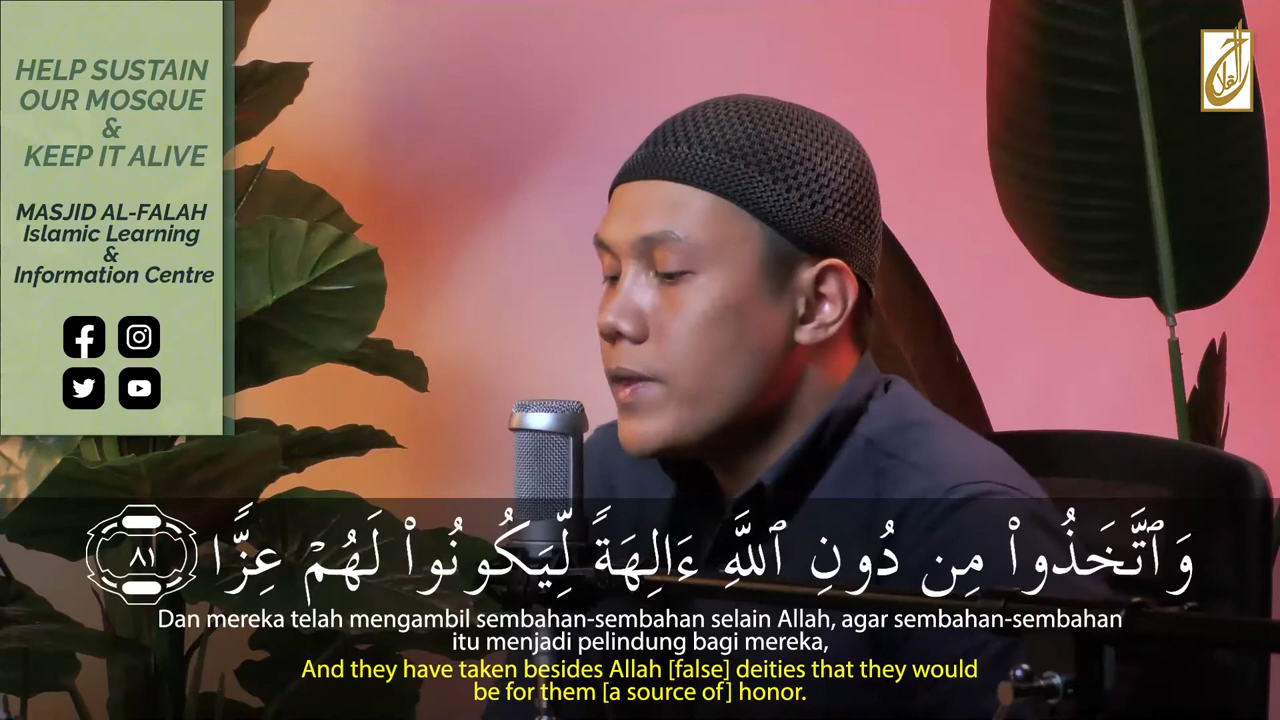 HELP SUSTAIN
OUR MOSQUE
&
KEEP IT ALIVE
MASJID AL-FALAH
Islamic Learning
&
Information Centre
الفلاح
وَٱتَّخَذُوا۟ مِن دُونِ ٱللَّهِ ءَالِهَةً لِّيَكُونُوا۟ لَهُمْ عِزًّا ٨١
Dan mereka telah mengambil sembahan-sembahan selain Allah, agar sembahan-sembahan
itu menjadi pelindung bagi mereka,
And they have taken besides Allah [false] deities that they would
be for them [a source of] honor.